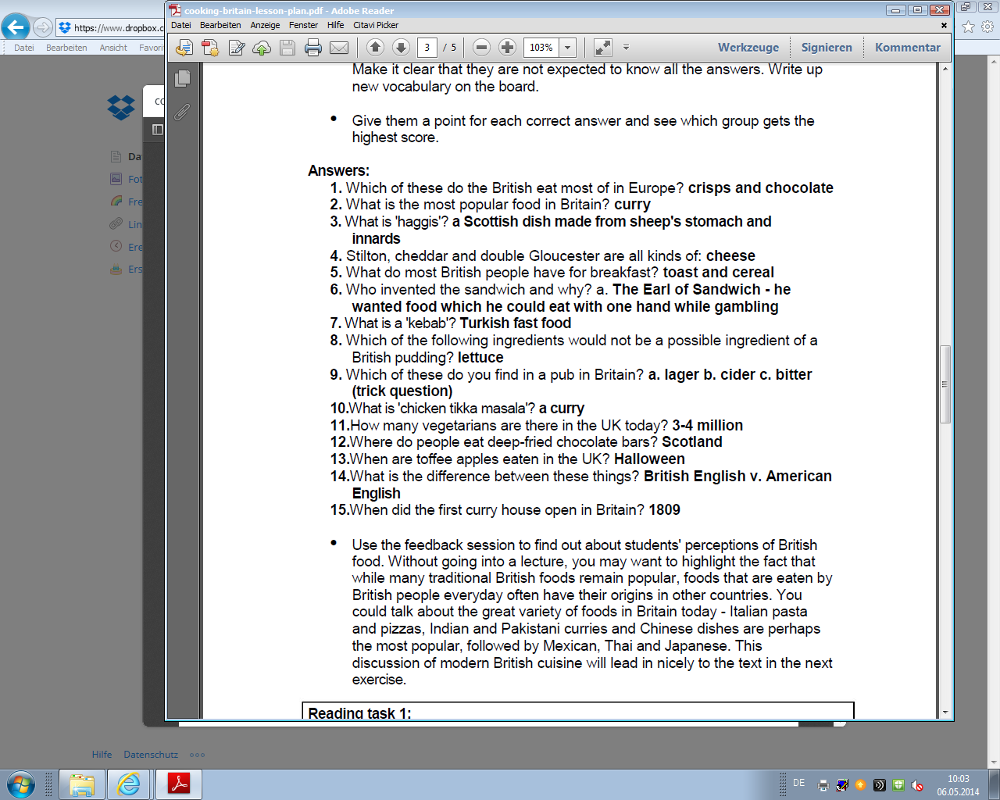 cooking-britain-lesson-plan.pdf - Adobe Reader
https://www.dropbox.c
Datei Bearbeiten Anzeige Fenster Hilfe Citavi Picker
Datei Bearbeiten Ansicht Favorit
3 / 5 103% Werkzeuge Signieren Kommentar
Make it clear that they are not expected to know all the answers. Write up
new vocabulary on the board.
• Give them a point for each correct answer and see which group gets the
highest score.
Answers:
1. Which of these do the British eat most of in Europe? crisps and chocolate
2. What is the most popular food in Britain? curry
3. What is 'haggis'? a Scottish dish made from sheep's stomach and
innards
4. Stilton, cheddar and double Gloucester are all kinds of: cheese
5. What do most British people have for breakfast? toast and cereal
6. Who invented the sandwich and why? a. The Earl of Sandwich - he
wanted food which he could eat with one hand while gambling
7. What is a 'kebab'? Turkish fast food
8. Which of the following ingredients would not be a possible ingredient of a
British pudding? lettuce
9. Which of these do you find in a pub in Britain? a. lager b. cider c. bitter
(trick question)
10.What is 'chicken tikka masala'? a curry
11.How many vegetarians are there in the UK today? 3-4 million
12.Where do people eat deep-fried chocolate bars? Scotland
13.When are toffee apples eaten in the UK? Halloween
14.What is the difference between these things? British English v. American
English
15.When did the first curry house open in Britain? 1809
• Use the feedback session to find out about students' perceptions of British
food. Without going into a lecture, you may want to highlight the fact that
while many traditional British foods remain popular, foods that are eaten by
British people everyday often have their origins in other countries. You
could talk about the great variety of foods in Britain today - Italian pasta
and pizzas, Indian and Pakistani curries and Chinese dishes are perhaps
the most popular, followed by Mexican, Thai and Japanese. This
discussion of modern British cuisine will lead in nicely to the text in the next
exercise.
Reading task 1:
co
Da
Fot
Fre
Lin
Ere
Ers
Hilfe Datenschutz
DE
10:03
06.05.2014